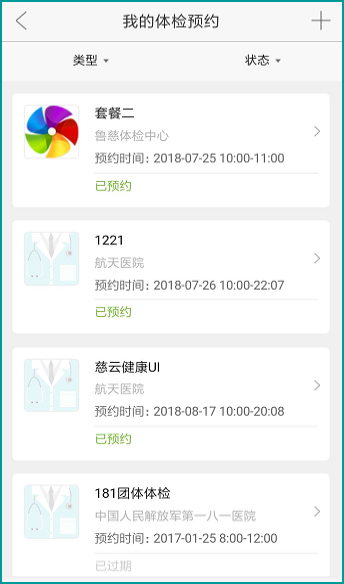 我的体检预约
类型 状态
套餐二
鲁慈体检中心
预约时间：2018-07-25 10:00-11:00
已预约
1221
航天医院
预约时间：2018-07-26 10:00-22:07
已预约
慈云健康UI
航天医院
预约时间：2018-08-17 10:00-20:08
已预约
181团体体检
中国人民解放军第一八一医院
预约时间：2017-01-25 8:00-12:00
已过期